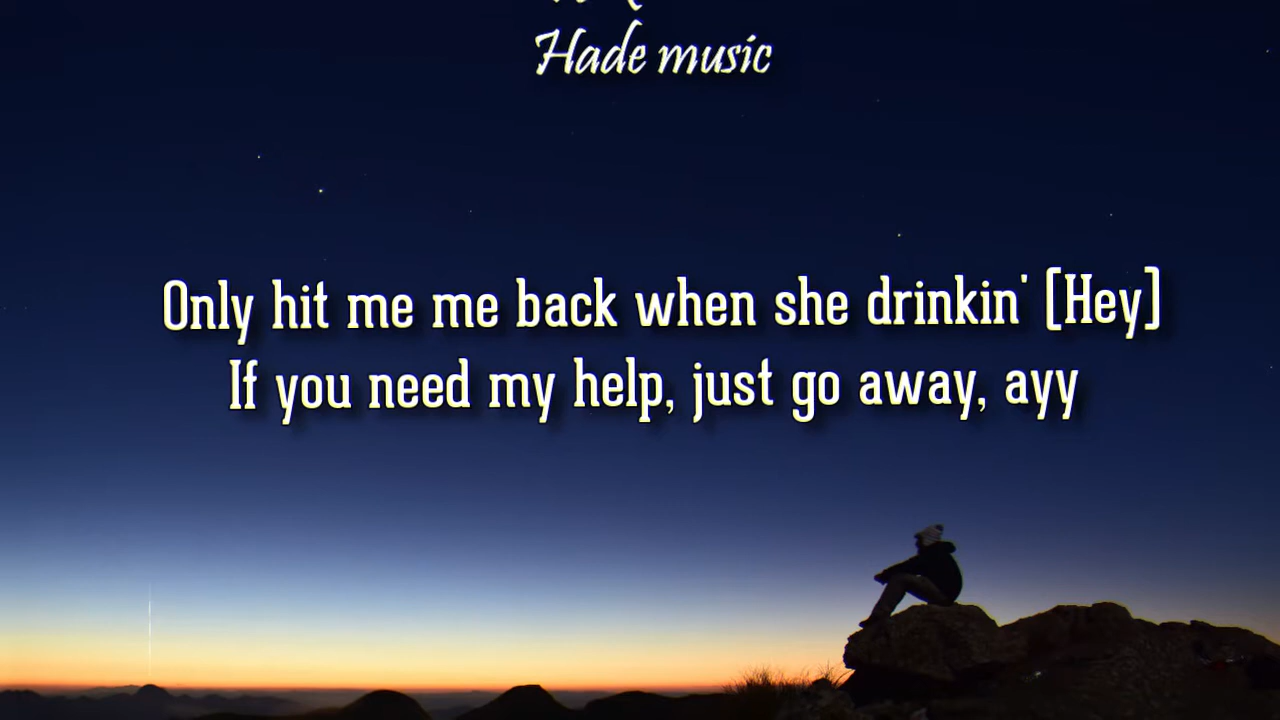 Hade music
Only hit me me back when she drinkin' [Hey]
If you need my help, just go away, ayy